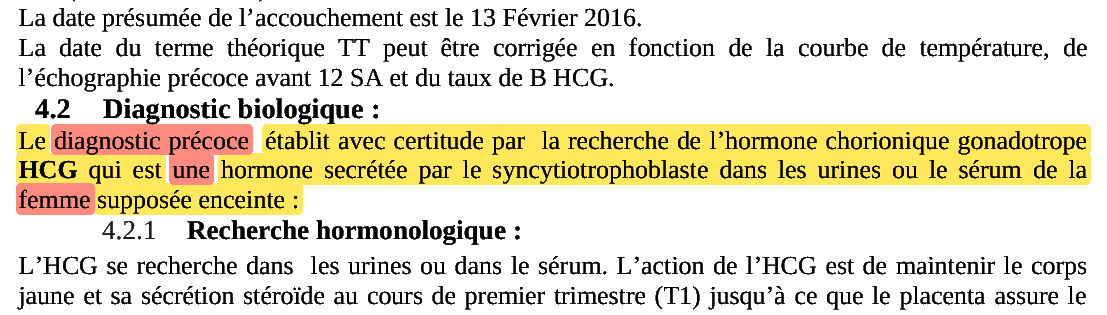 La date présumée de l'accouchement est le 13 Février 2016.
La date du terme théorique TT peut être corrigée en fonction de la courbe de température, de
l'échographie précoce avant 12 SA et du taux de B HCG.
4.2 Diagnostic biologique :
Le diagnostic précoce établit avec certitude par la recherche de l'hormone chorionique gonadotrope
HCG qui est une hormone secrétée par le syncytiotrophoblaste dans les urines ou le sérum de la
femme supposée enceinte :
4.2.1 Recherche hormonologique :
L'HCG se recherche dans les urines ou dans le sérum. L'action de l'HCG est de maintenir le corps
jaune et sa sécrétion stéroïde au cours de premier trimestre (T1) jusqu'à ce que le placenta assure le